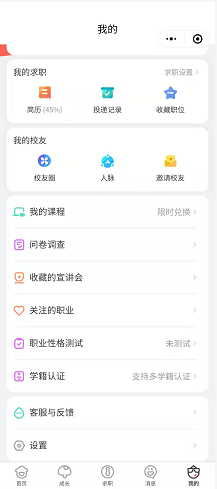 我的
我的求职
求职设置
简历 (45%) 投递记录 收藏职位
我的校友
校友圈 人脉 邀请校友
我的课程 限时兑换
问卷调查
收藏的宣讲会
关注的职业
职业性格测试 未测试
学籍认证 支持多学籍认证
客服与反馈
设置
首页 成长 求职 消息 我的